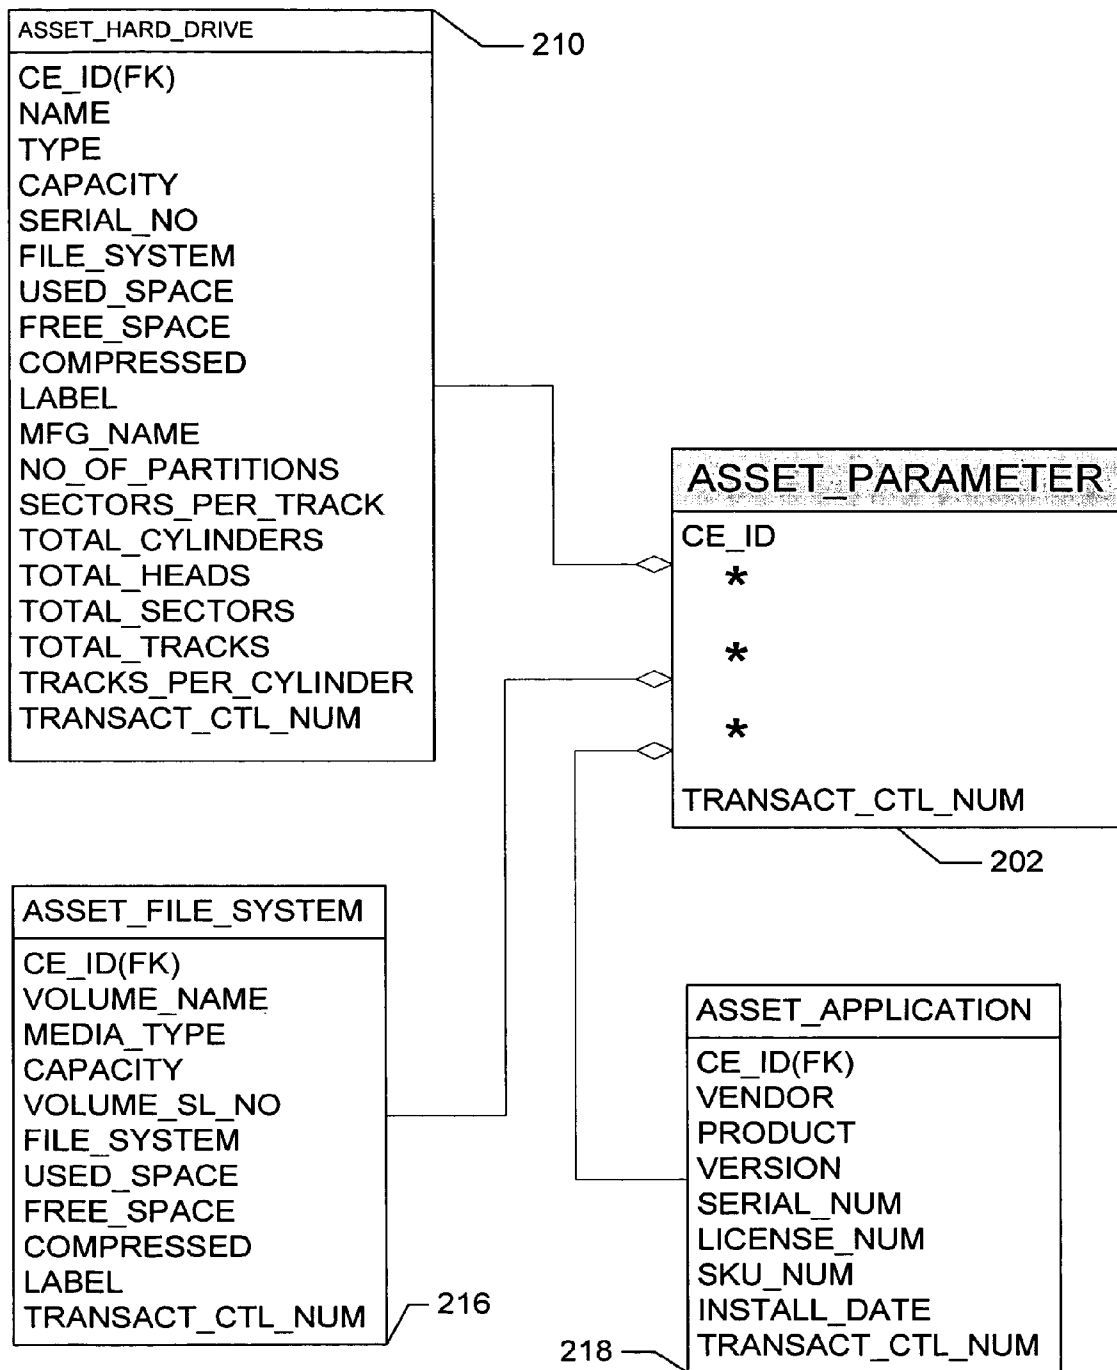 ASSET_HARD_DRIVE
210
CE_ID(FK)
NAME
TYPE
CAPACITY
SERIAL_NO
FILE_SYSTEM
USED_SPACE
FREE_SPACE
COMPRESSED
LABEL
MFG_NAME
NO_OF_PARTITIONS
SECTORS_PER_TRACK
TOTAL_CYLINDERS
TOTAL_HEADS
TOTAL_SECTORS
TOTAL_TRACKS
TRACKS_PER_CYLINDER
TRANSACT_CTL_NUM
ASSET_PARAMETER
CE_ID
*
*
*
TRANSACT_CTL_NUM
202
ASSET_FILE_SYSTEM
CE_ID(FK)
VOLUME_NAME
MEDIA_TYPE
CAPACITY
VOLUME_SL_NO
FILE_SYSTEM
USED_SPACE
FREE_SPACE
COMPRESSED
LABEL
TRANSACT_CTL_NUM
216
ASSET_APPLICATION
CE_ID(FK)
VENDOR
PRODUCT
VERSION
SERIAL_NUM
LICENSE_NUM
SKU_NUM
INSTALL_DATE
TRANSACT_CTL_NUM
218